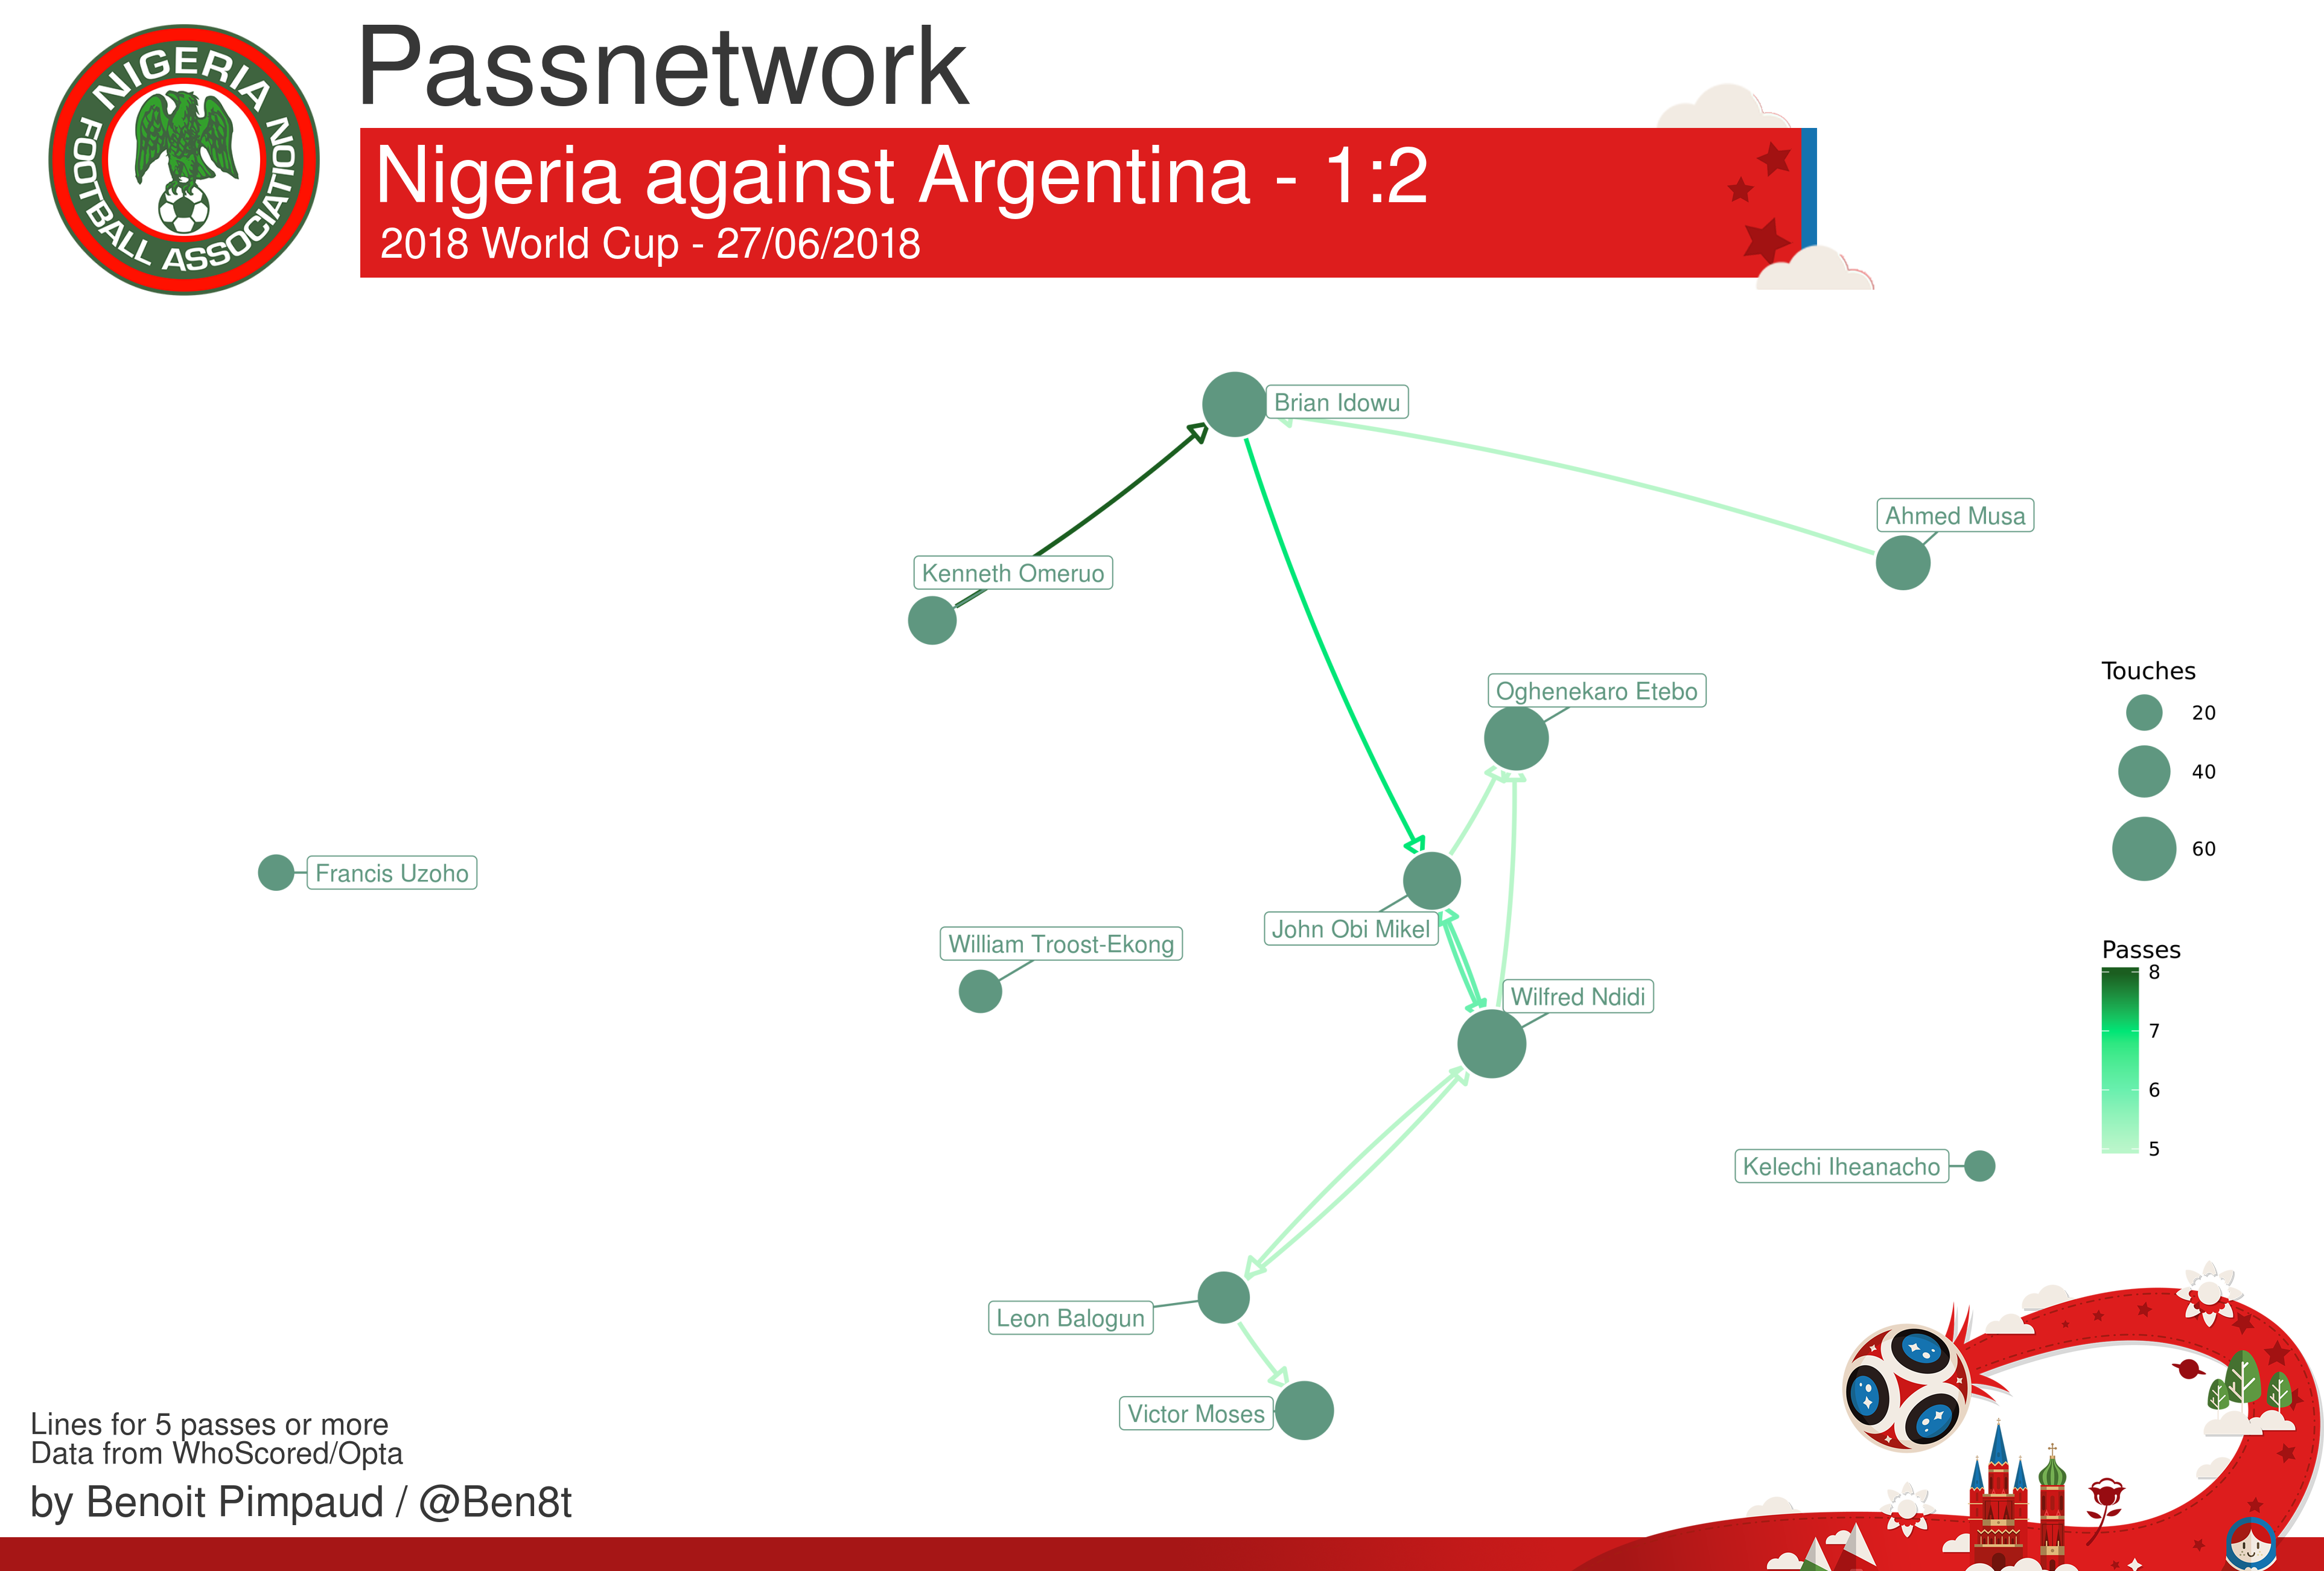 NIGERIA
FOOTBALL ASSOCIATION
Passnetwork
Nigeria against Argentina - 1:2
2018 World Cup - 27/06/2018
Brian Idowu
Ahmed Musa
Kenneth Omeruo
Touches
20
40
60
Oghenekaro Etebo
Francis Uzoho
John Obi Mikel
William Troost-Ekong
Wilfred Ndidi
Passes
8
7
6
5
Kelechi Iheanacho
Leon Balogun
Victor Moses
Lines for 5 passes or more
Data from WhoScored/Opta
by Benoit Pimpaud / @Ben8t